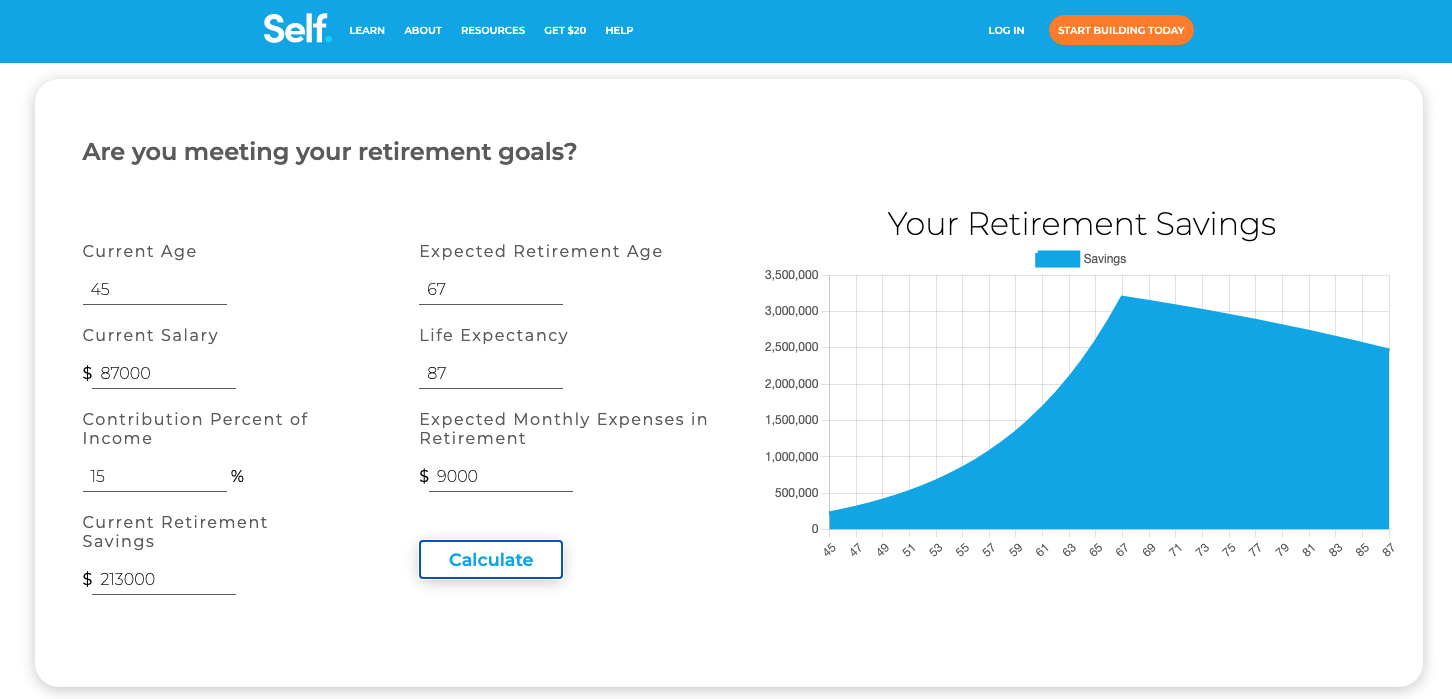 Self. LEARN ABOUT RESOURCES GET $20 HELP LOG IN START BUILDING TODAY
Are you meeting your retirement goals?
Current Age
45
Expected Retirement Age
67
Current Salary
$ 87000
Life Expectancy
87
Contribution Percent of
Income
15 %
Expected Monthly Expenses in
Retirement
$ 9000
Current Retirement
Savings
$ 213000
Calculate
Your Retirement Savings
Savings
3,500,000
3,000,000
2,500,000
2,000,000
1,500,000
1,000,000
500,000
0
45 47 49 51 53 55 57 59 61 63 65 67 69 71 73 75 77 79 81 83 85 87